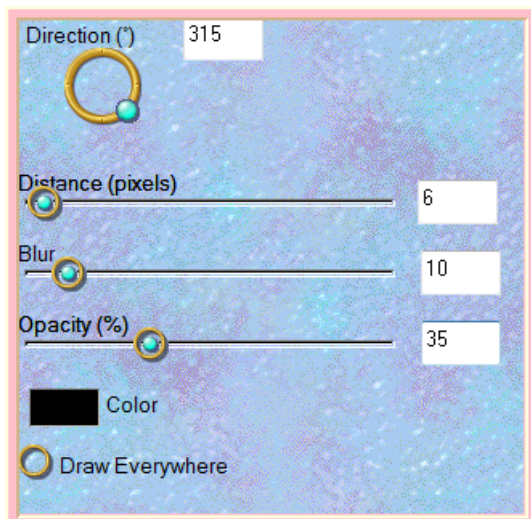 Direction (°) 315
Distance (pixels)
6
Blur
10
Opacity (%)
35
Color
Draw Everywhere